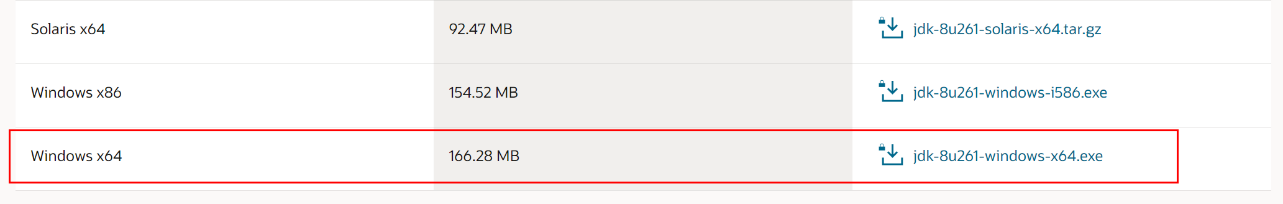 Solaris x64 92.47 MB jdk-8u261-solaris-x64.tar.gz
Windows x86 154.52 MB jdk-8u261-windows-i586.exe
Windows x64 166.28 MB jdk-8u261-windows-x64.exe